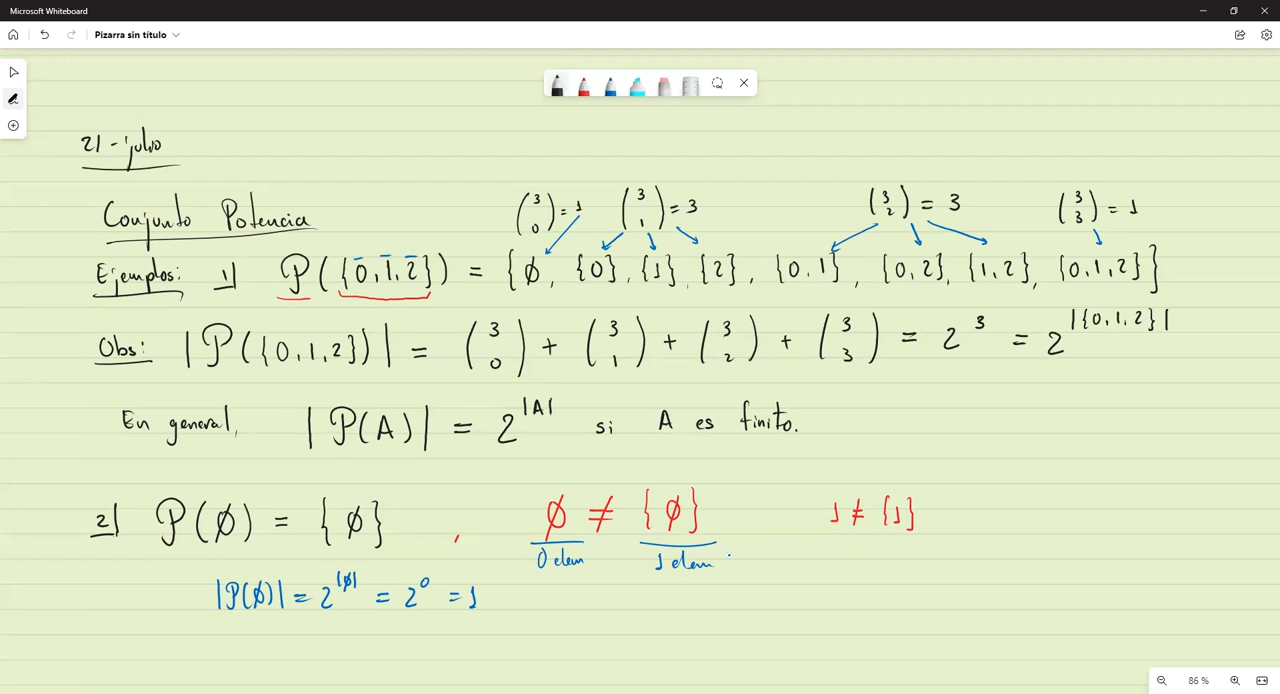 Microsoft Whiteboard
Pizarra sin título
21 - julio
Conjunto Potencia
(3 0) = 1 (3 1) = 3 (3 2) = 3 (3 3) = 1
Ejemplos: 1) P({0,1,2}) = {∅, {0}, {1}, {2}, {0,1}, {0,2}, {1,2}, {0,1,2}}
Obs: |P({0,1,2})| = (3 0) + (3 1) + (3 2) + (3 3) = 2^3 = 2^|{0,1,2}|
En general, |P(A)| = 2^|A| si A es finito.
2) P(∅) = {∅} , ∅ ≠ {∅} 1 ≠ {1}
0 elem 1 elem.
|P(∅)| = 2^|∅| = 2^0 = 1
86 %